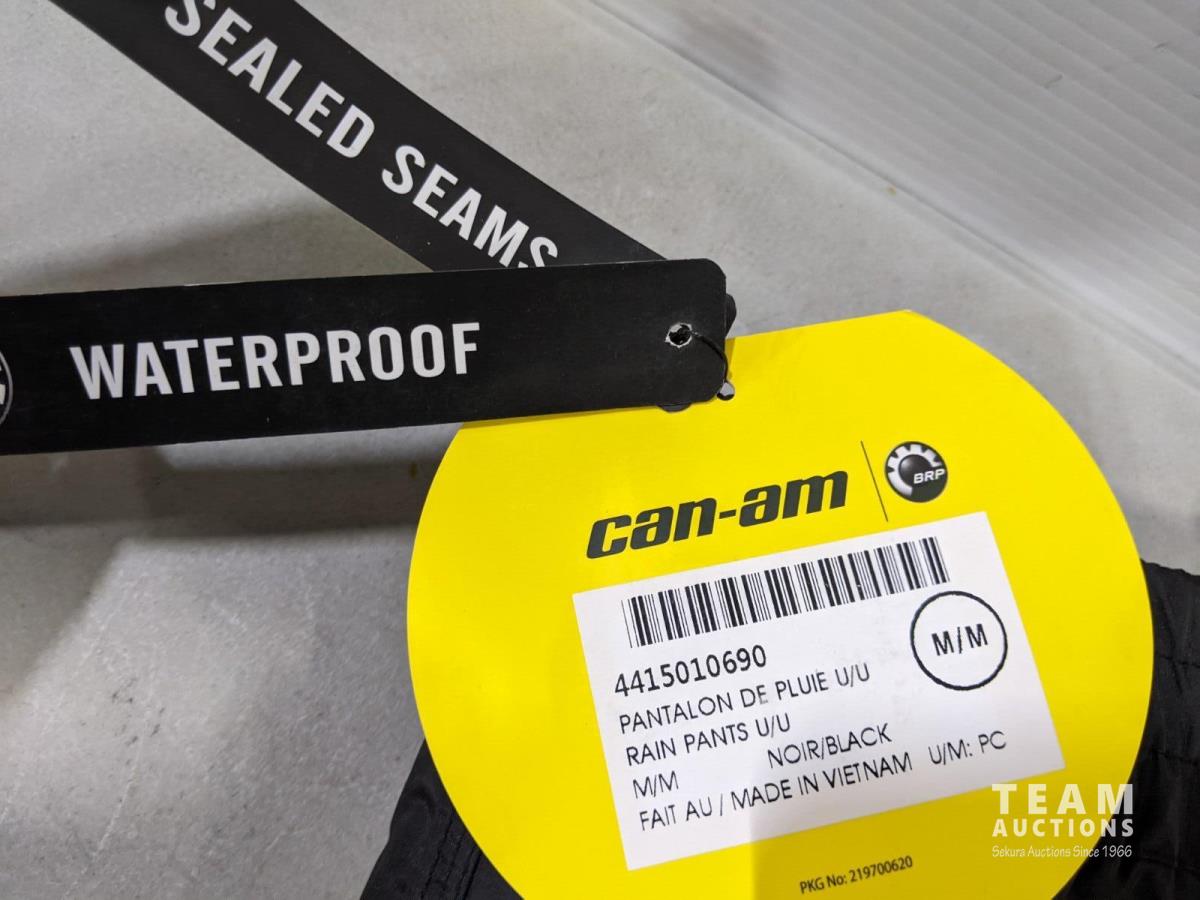 SEALED SEAMS
WATERPROOF
can-am
BRP
4415010690
M/M
PANTALON DE PLUIE U/U
RAIN PANTS U/U
M/M NOIR/BLACK
FAIT AU / MADE IN VIETNAM U/M: PC
PKG No: 219700620
TEAM
AUCTIONS
Sekura Auctions Since 1966